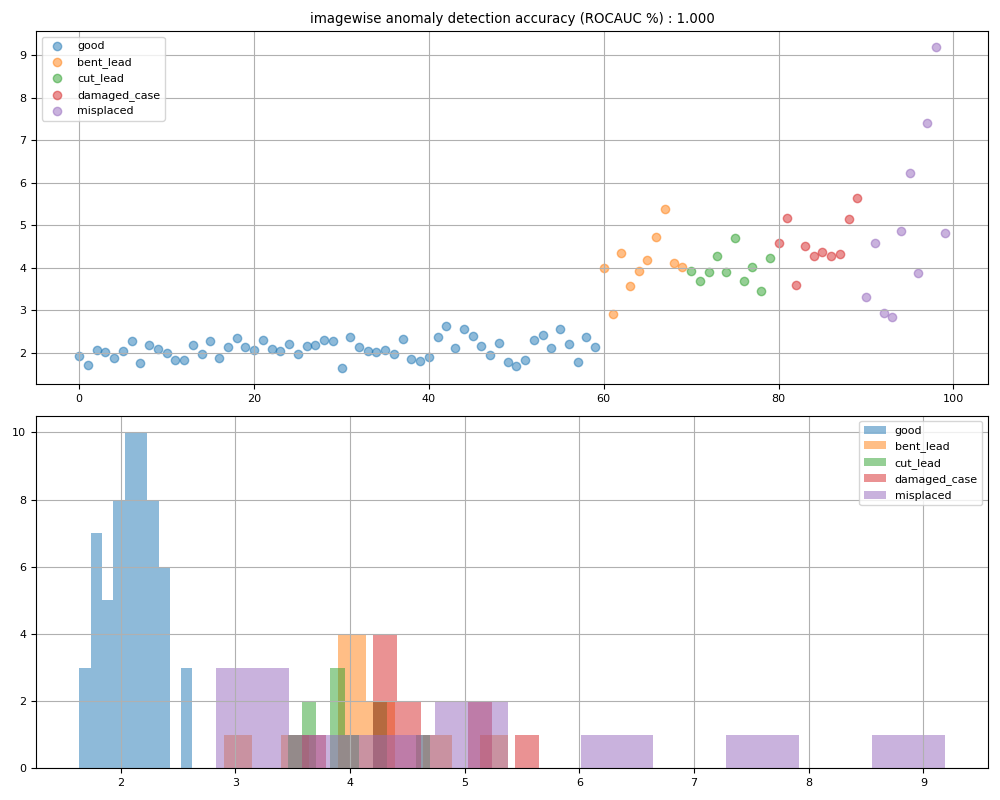 imagewise anomaly detection accuracy (ROCAUC %) : 1.000
good
bent_lead
cut_lead
damaged_case
misplaced
9
8
7
6
5
4
3
2
0 20 40 60 80 100
good
bent_lead
cut_lead
damaged_case
misplaced
10
8
6
4
2
0
2 3 4 5 6 7 8 9